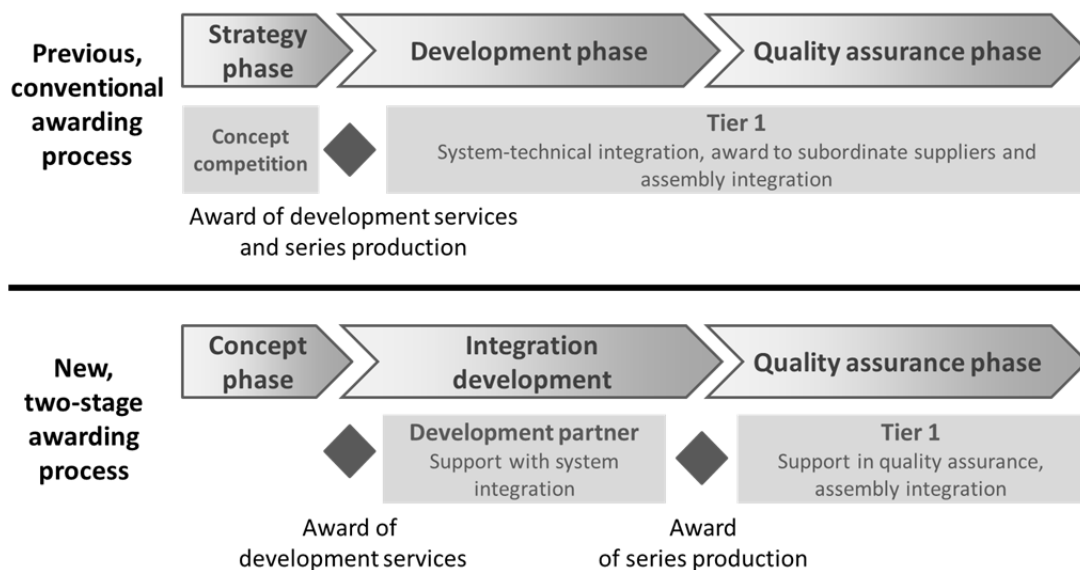 Previous,
conventional
awarding
process
Strategy
phase
Development phase
Quality assurance phase
Concept
competition
Tier 1
System-technical integration, award to subordinate suppliers and
assembly integration
Award of development services
and series production
New,
two-stage
awarding
process
Concept
phase
Integration
development
Quality assurance phase
Development partner
Support with system
integration
Tier 1
Support in quality assurance,
assembly integration
Award of
development services
Award
of series production